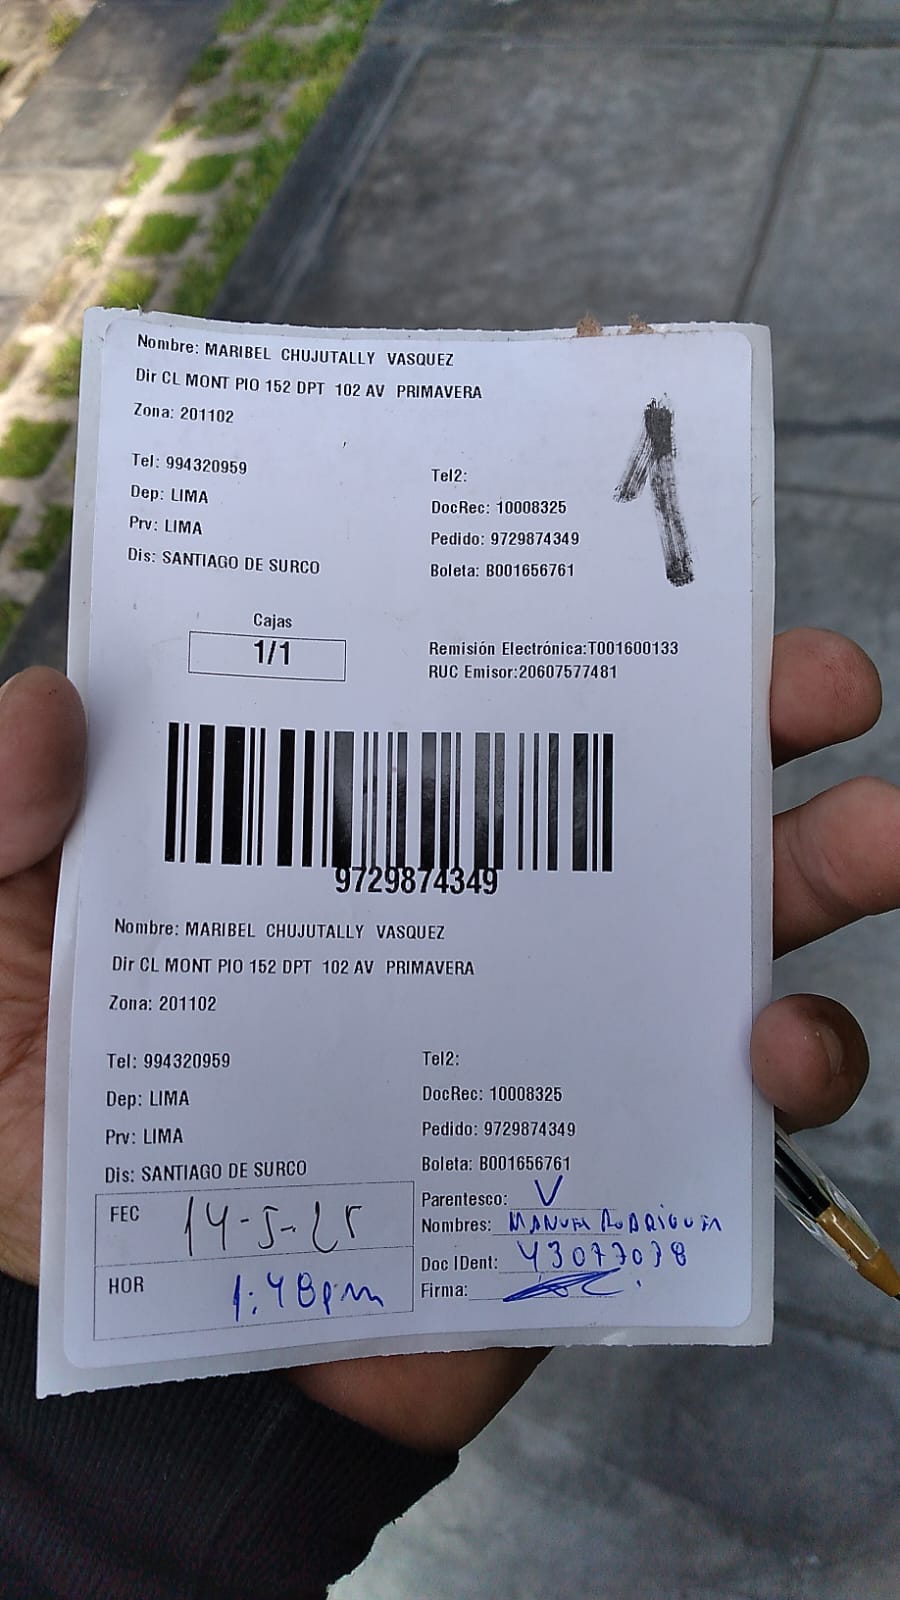 Nombre: MARIBEL CHUJUTALLY VASQUEZ
Dir CL MONT PIO 152 DPT 102 AV PRIMAVERA
Zona: 201102
Tel: 994320959
Tel2:
Dep: LIMA
DocRec: 10008325
Prv: LIMA
Pedido: 9729874349
Dis: SANTIAGO DE SURCO
Boleta: B001656761
1
Cajas
1/1
Remisión Electrónica:T001600133
RUC Emisor:20607577481
9729874349
Nombre: MARIBEL CHUJUTALLY VASQUEZ
Dir CL MONT PIO 152 DPT 102 AV PRIMAVERA
Zona: 201102
Tel: 994320959
Tel2:
Dep: LIMA
DocRec: 10008325
Prv: LIMA
Pedido: 9729874349
Dis: SANTIAGO DE SURCO
Boleta: B001656761
FEC 14-5-25
Parentesco: V
Nombres: MANUEL RODRIGUEZ
Doc IDent: 43077078
HOR 1:48pm
Firma: